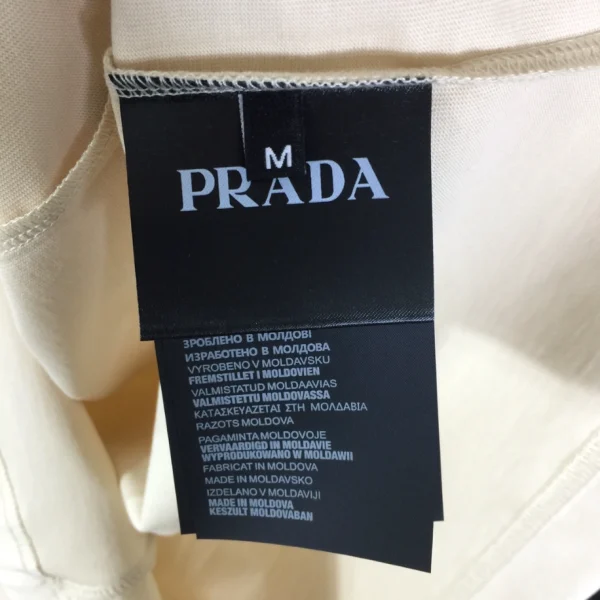 M
PRADA
ЗРОБЛЕНО В МОЛДОВІ
ИЗРАБОТЕНО В МОЛДОВА
VYROBENO V MOLDAVSKU
FREMSTILLET I MOLDOVIEN
VALMISTATUD MOLDAAVIAS
VALMISTETTU MOLDOVASSA
ΚΑΤΑΣΚΕΥΑΖΕΤΑΙ ΣΤΗ ΜΟΛΔΑΒΙΑ
RAZOTS MOLDOVA
PAGAMINTA MOLDOVOJE
VERVAARDIGD IN MOLDAVIE
WYPRODUKOWANO W MOLDAWII
FABRICAT IN MOLDOVA
MADE IN MOLDAVSKO
IZDELANO V MOLDAVIJI
MADE IN MOLDOVA
KESZULT MOLDOVABAN